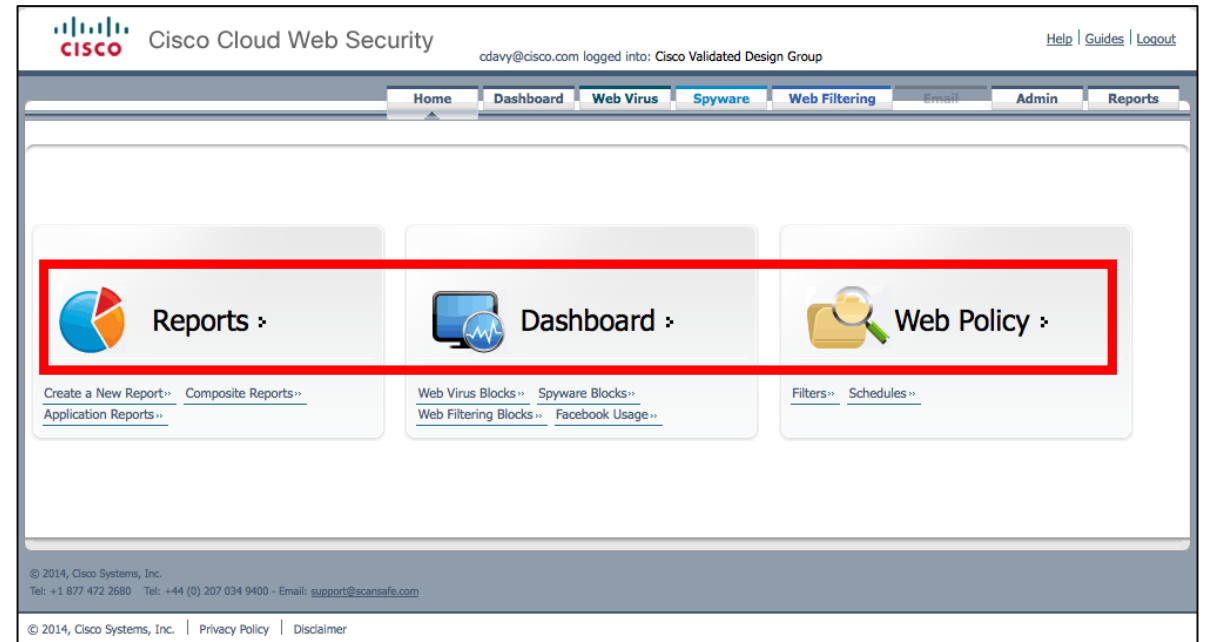 CISCO Cisco Cloud Web Security
cdavy@cisco.com logged into: Cisco Validated Design Group
Help | Guides | Logout
Home Dashboard Web Virus Spyware Web Filtering Email Admin Reports
Reports
Create a New Report›› Composite Reports››
Application Reports››
Dashboard
Web Virus Blocks›› Spyware Blocks››
Web Filtering Blocks›› Facebook Usage››
Web Policy
Filters›› Schedules››
© 2014, Cisco Systems, Inc.
Tel: +1 877 472 2680 Tel: +44 (0) 207 034 9400 - Email: support@scansafe.com
© 2014, Cisco Systems, Inc. | Privacy Policy | Disclaimer